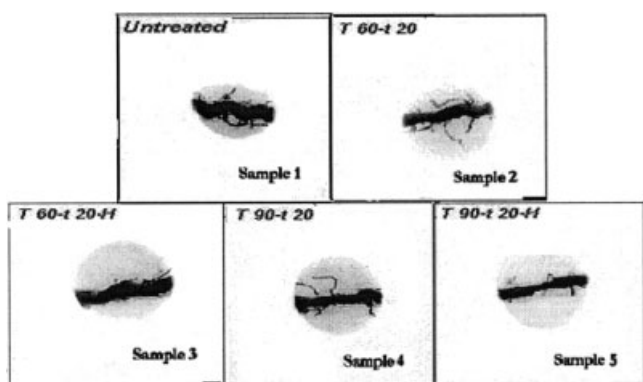 Untreated
Sample 1
T 60-t 20
Sample 2
T 60-t 20-H
Sample 3
T 90-t 20
Sample 4
T 90-t 20-H
Sample 5